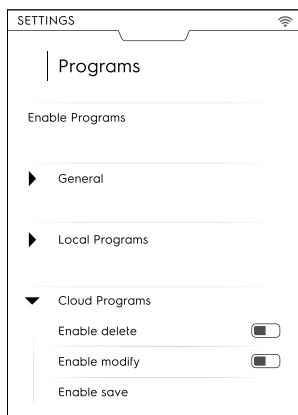 SETTINGS
Programs
Enable Programs
General
Local Programs
Cloud Programs
Enable delete
Enable modify
Enable save